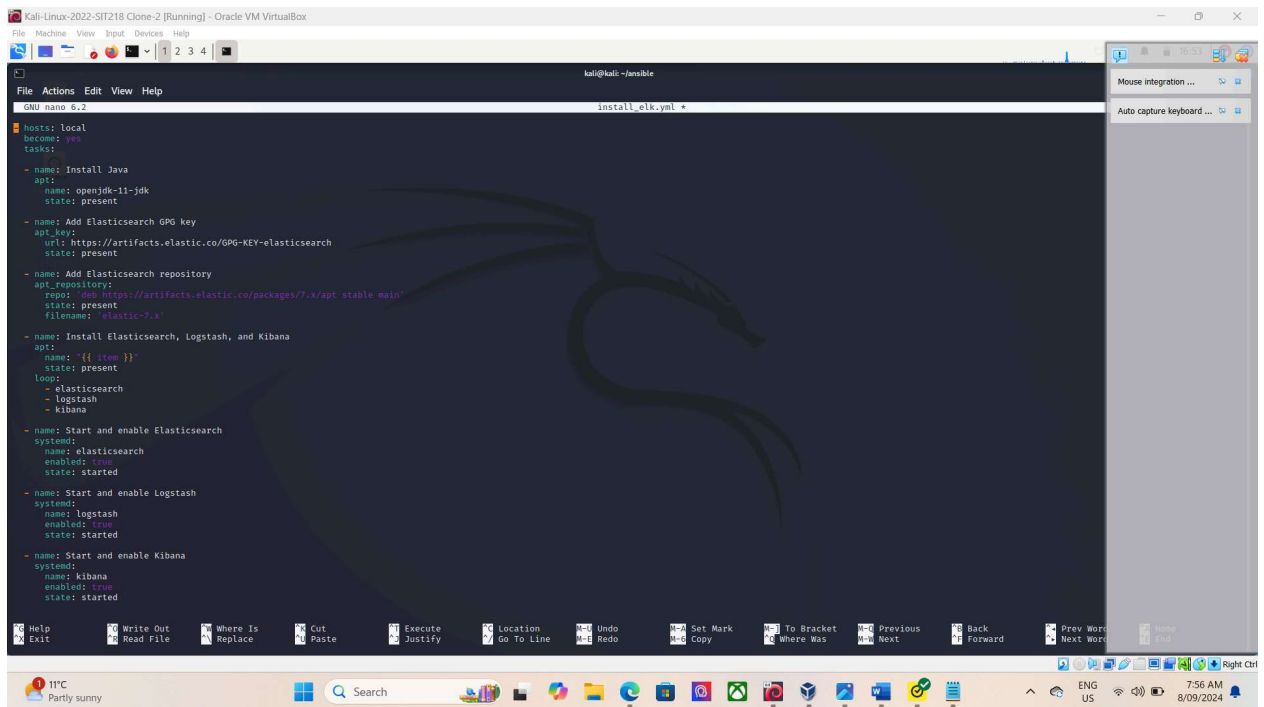 Kali-Linux-2022-SIT218 Clone-2 [Running] - Oracle VM VirtualBox
File Machine View Input Devices Help
1 2 3 4
16:53
kali@kali: ~/ansible
Mouse integration ...
File Actions Edit View Help
GNU nano 6.2 install_elk.yml *
Auto capture keyboard ...
- hosts: local
become: yes
tasks:
- name: Install Java
apt:
name: openjdk-11-jdk
state: present
- name: Add Elasticsearch GPG key
apt_key:
url: https://artifacts.elastic.co/GPG-KEY-elasticsearch
state: present
- name: Add Elasticsearch repository
apt_repository:
repo: 'deb https://artifacts.elastic.co/packages/7.x/apt stable main'
state: present
filename: 'elastic-7.x'
- name: Install Elasticsearch, Logstash, and Kibana
apt:
name: "{{ item }}"
state: present
loop:
- elasticsearch
- logstash
- kibana
- name: Start and enable Elasticsearch
systemd:
name: elasticsearch
enabled: true
state: started
- name: Start and enable Logstash
systemd:
name: logstash
enabled: true
state: started
- name: Start and enable Kibana
systemd:
name: kibana
enabled: true
state: started
^G Help ^O Write Out ^W Where Is ^K Cut ^T Execute ^C Location M-U Undo M-A Set Mark M-] To Bracket M-Q Previous ^B Back ^◂ Prev Word ^A Home
^X Exit ^R Read File ^\ Replace ^U Paste ^J Justify ^/ Go To Line M-E Redo M-6 Copy ^Q Where Was M-W Next ^F Forward ^▸ Next Word ^E End
Right Ctrl
1
11°C
Partly sunny
Search
ENG
US
7:56 AM
8/09/2024